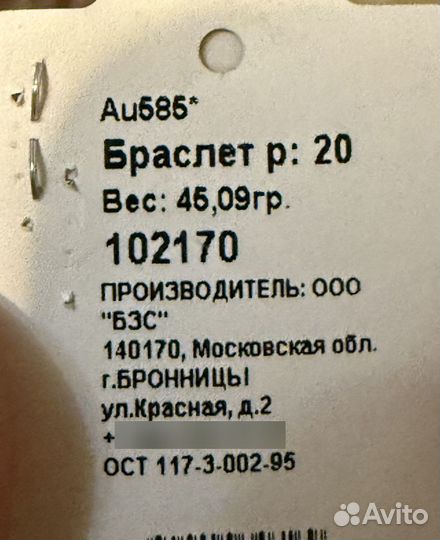 Au585*
Браслет р: 20
Вес: 45,09гр.
102170
ПРОИЗВОДИТЕЛЬ: ООО
"БЗС"
140170, Московская обл.
г.БРОННИЦЫ
ул.Красная, д.2
+
ОСТ 117-3-002-95
Avito